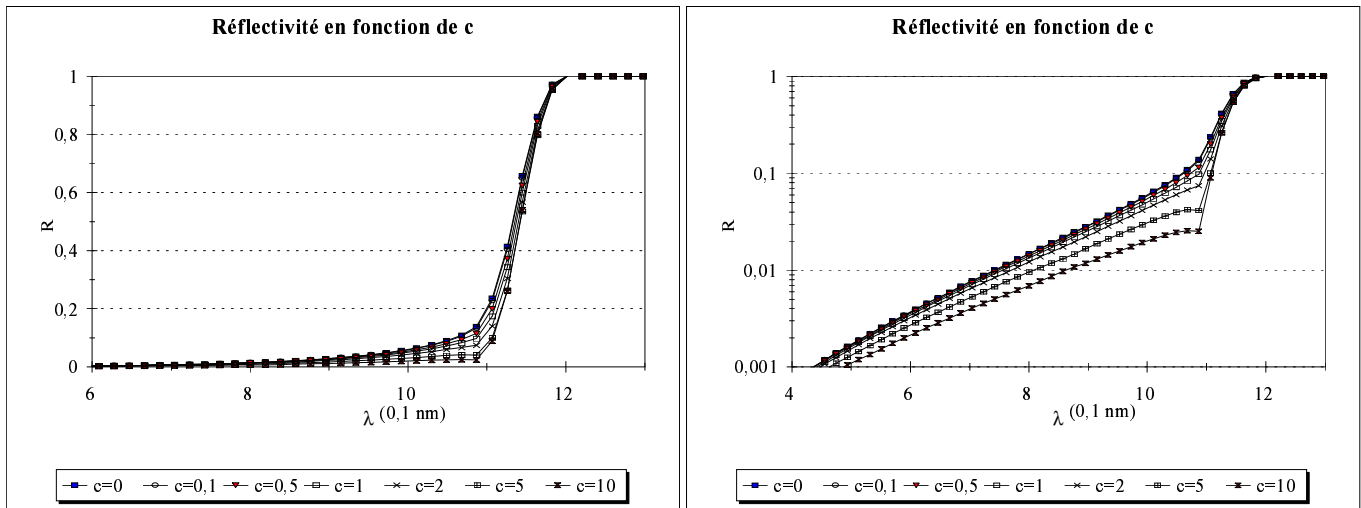 Réflectivité en fonction de c
1
0,8
0,6
0,4
0,2
0
R
6 8 10 12
λ (0,1 nm)
c=0 c=0,1 c=0,5 c=1 c=2 c=5 c=10
Réflectivité en fonction de c
1
0,1
0,01
0,001
R
4 6 8 10 12
λ (0,1 nm)
c=0 c=0,1 c=0,5 c=1 c=2 c=5 c=10